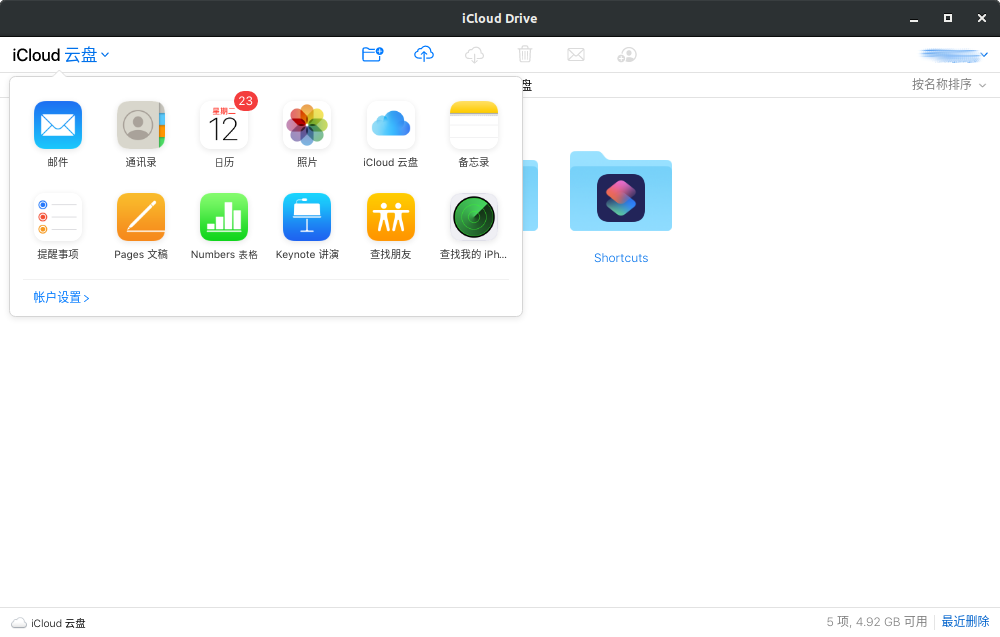 iCloud Drive
iCloud 云盘
盘
按名称排序
23
星期二
12
邮件
通讯录
日历
照片
iCloud 云盘
备忘录
提醒事项
Pages 文稿
Numbers 表格
Keynote 讲演
查找朋友
查找我的 iPh...
帐户设置 >
Shortcuts
iCloud 云盘
5 项, 4.92 GB 可用
最近删除